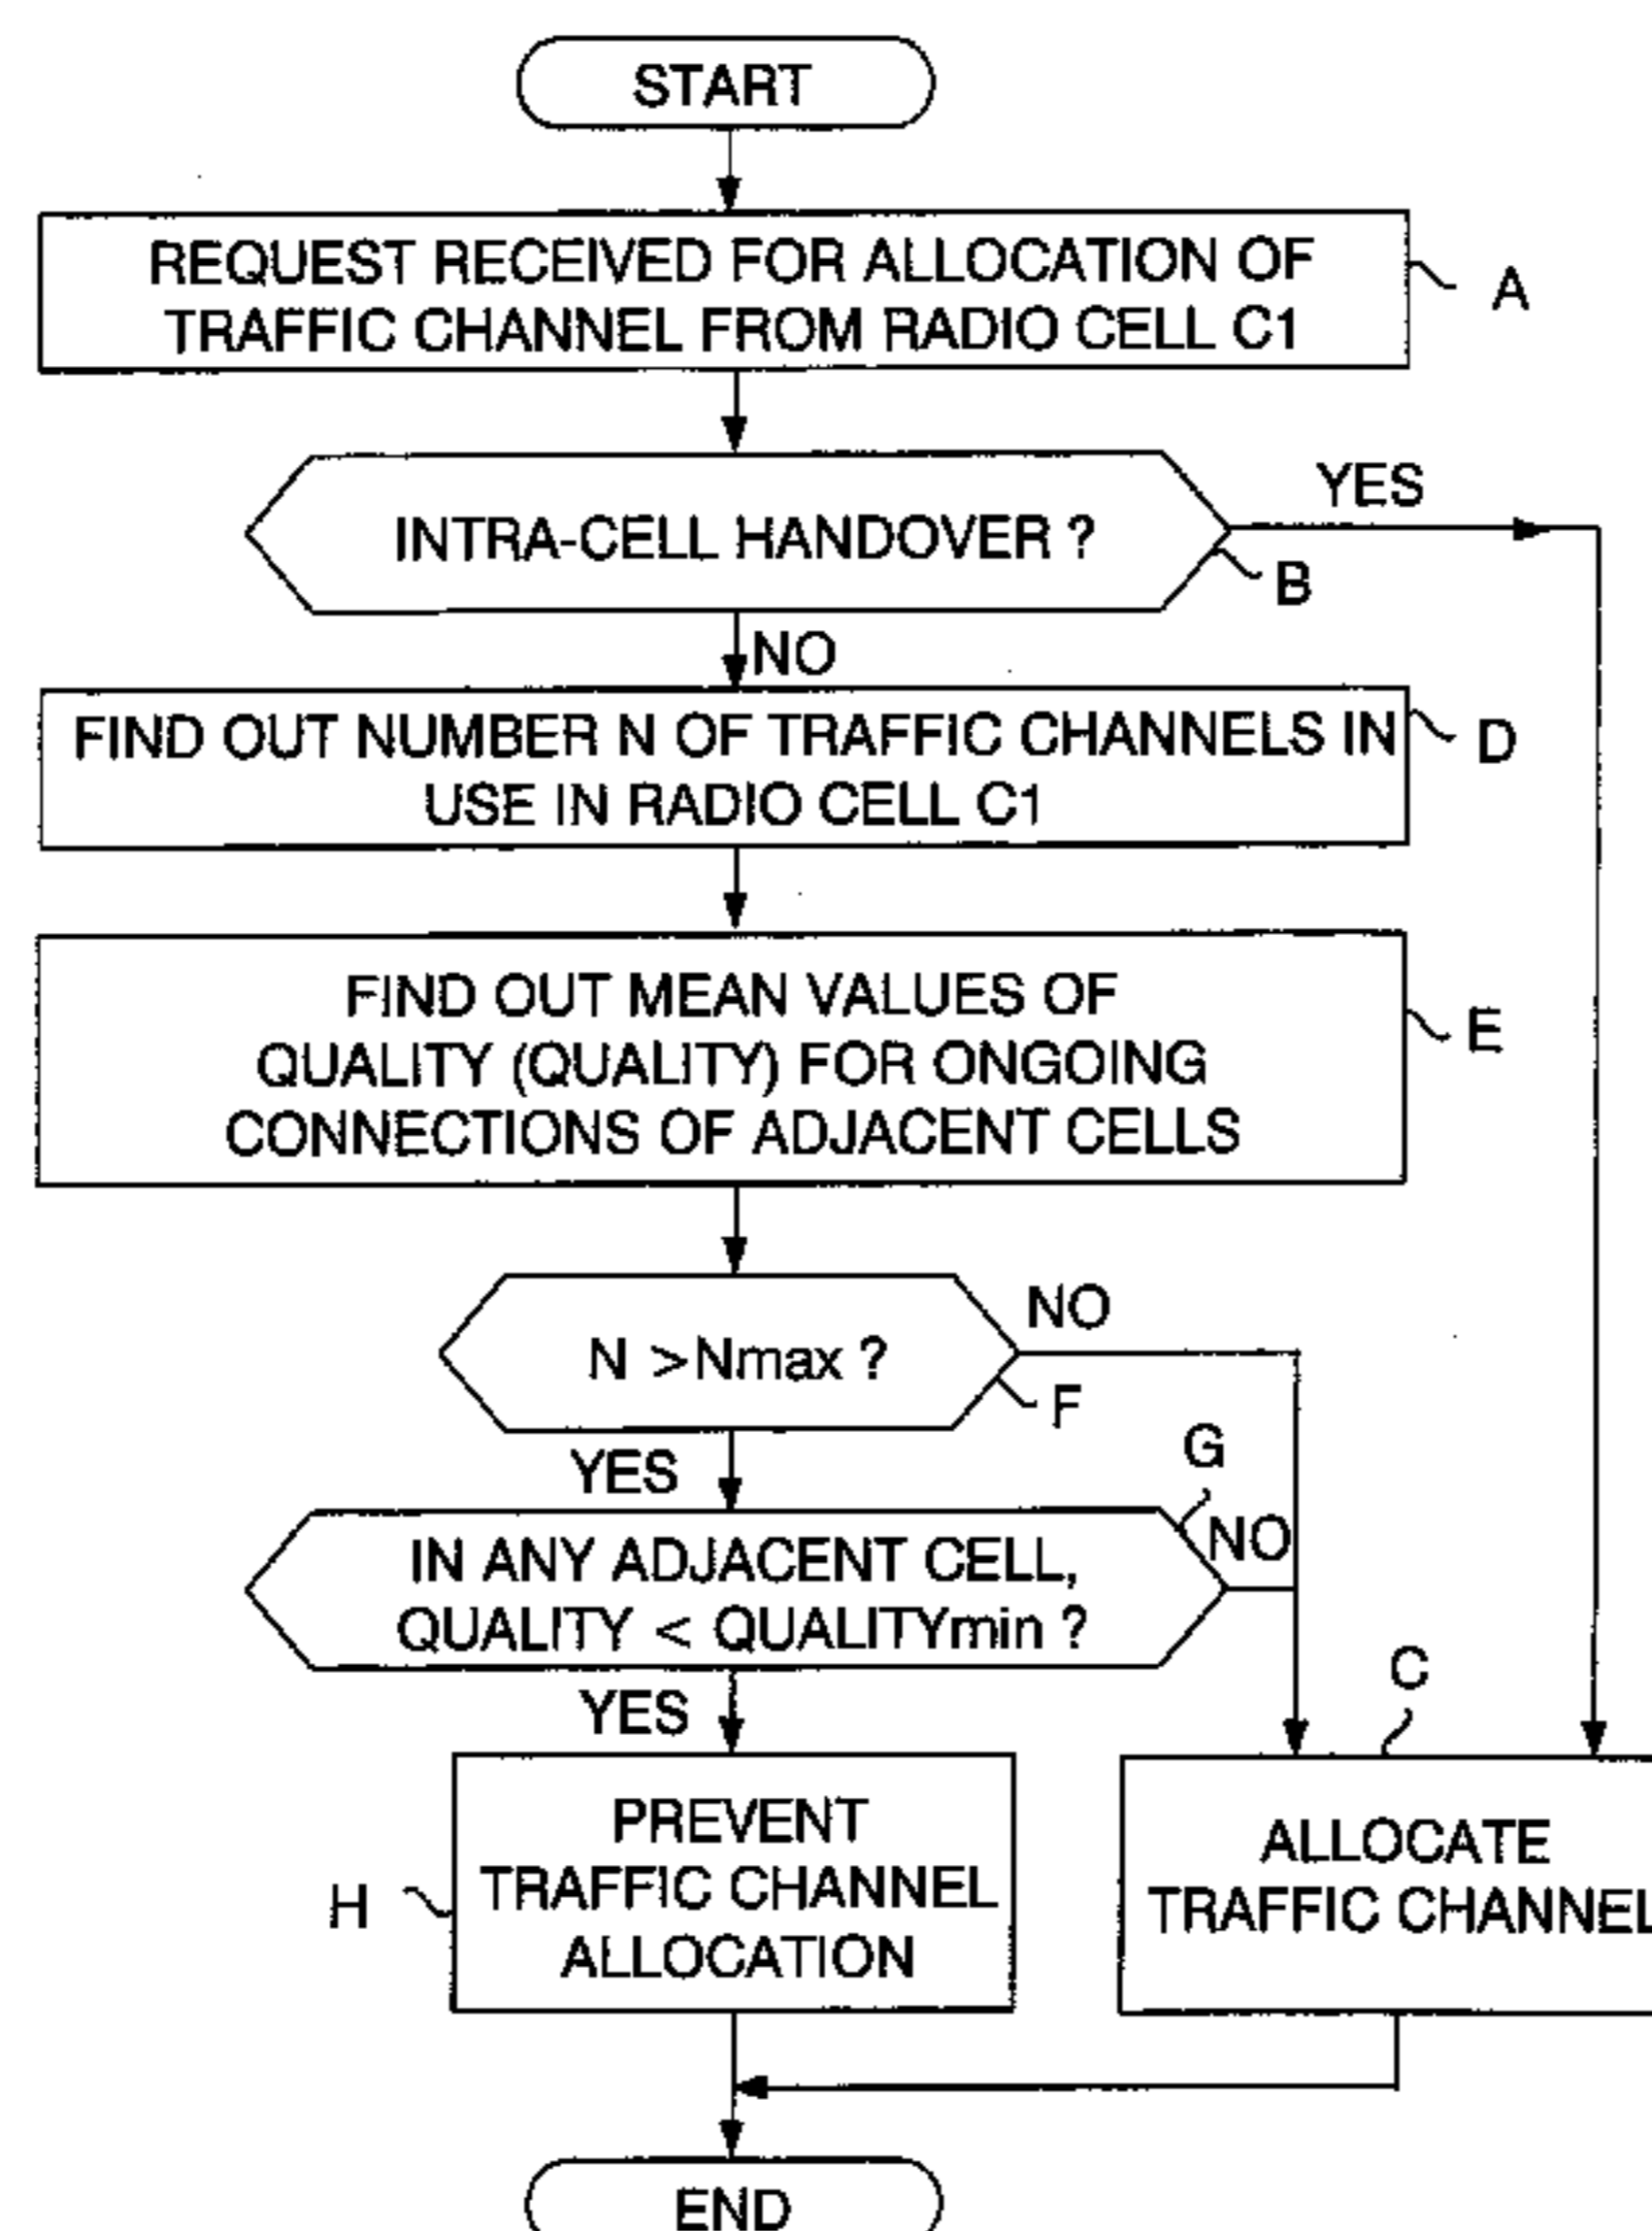 START
REQUEST RECEIVED FOR ALLOCATION OF
TRAFFIC CHANNEL FROM RADIO CELL C1
A
INTRA-CELL HANDOVER ?
YES
B
NO
FIND OUT NUMBER N OF TRAFFIC CHANNELS IN
USE IN RADIO CELL C1
D
FIND OUT MEAN VALUES OF
QUALITY (QUALITY) FOR ONGOING
CONNECTIONS OF ADJACENT CELLS
E
N >Nmax ?
NO
F
YES
G
IN ANY ADJACENT CELL,
QUALITY < QUALITYmin ?
NO
YES
C
PREVENT
TRAFFIC CHANNEL
ALLOCATION
H
ALLOCATE
TRAFFIC CHANNEL
END